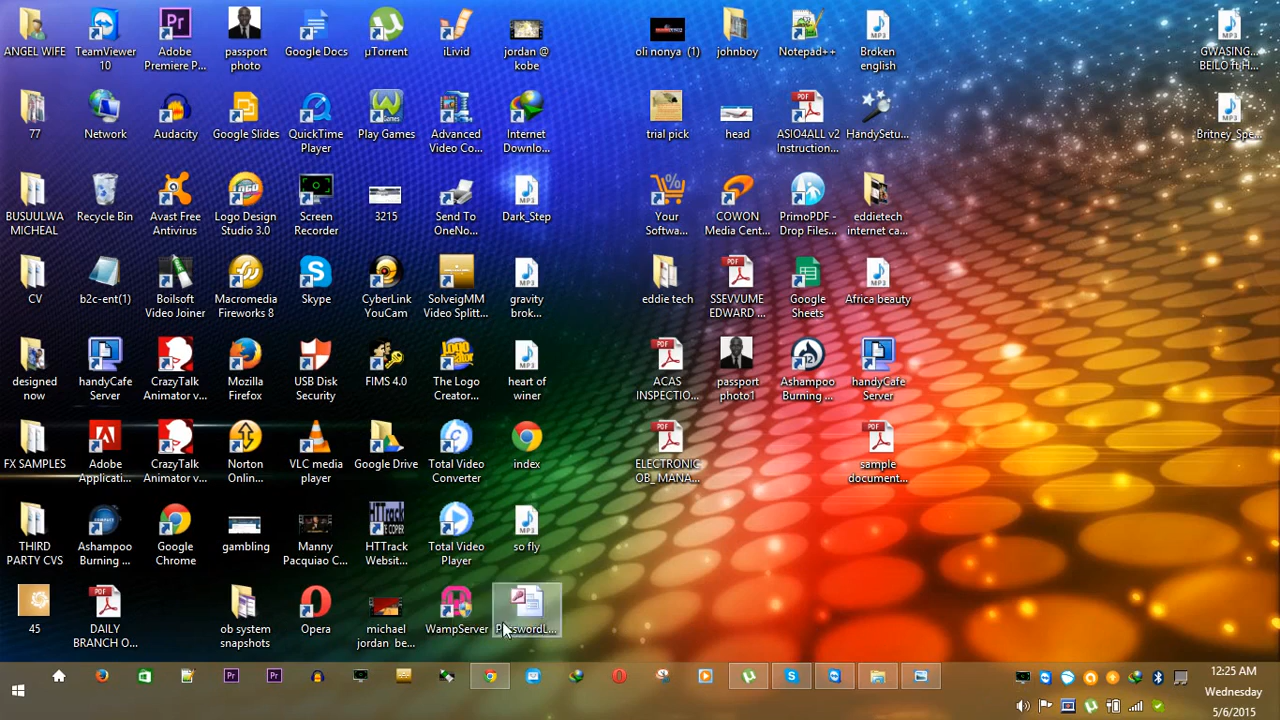 ANGEL WIFE
TeamViewer
10
Adobe
Premiere P...
passport
photo
Google Docs
µTorrent
iLivid
jordan @
kobe
oli nonya (1)
johnboy
Notepad++
Broken
english
GWASING...
BEILO ft H...
77
Network
Audacity
Google Slides
QuickTime
Player
Play Games
Advanced
Video Co...
Internet
Downlo...
trial pick
head
ASIO4ALL v2
Instruction...
HandySetu...
Britney_Spe...
BUSUULWA
MICHEAL
Recycle Bin
Avast Free
Antivirus
Logo Design
Studio 3.0
Screen
Recorder
3215
Send To
OneNo...
Dark_Step
Your
Softwa...
COWON
Media Cent...
PrimoPDF -
Drop Files...
eddietech
internet ca...
CV
b2c-ent(1)
Boilsoft
Video Joiner
Macromedia
Fireworks 8
Skype
CyberLink
YouCam
SolveigMM
Video Splitt...
gravity
brok...
eddie tech
SSEVVUME
EDWARD ...
Google
Sheets
Africa beauty
designed
now
handyCafe
Server
CrazyTalk
Animator v...
Mozilla
Firefox
USB Disk
Security
FIMS 4.0
The Logo
Creator...
heart of
winer
ACAS
INSPECTIO...
passport
photo1
Ashampoo
Burning ...
handyCafe
Server
FX SAMPLES
Adobe
Applicati...
CrazyTalk
Animator v...
Norton
Onlin...
VLC media
player
Google Drive
Total Video
Converter
index
ELECTRONIC
OB_ MANA...
sample
document...
THIRD
PARTY CVS
Ashampoo
Burning ...
Google
Chrome
gambling
Manny
Pacquiao C...
HTTrack
Websit...
Total Video
Player
so fly
45
DAILY
BRANCH O...
ob system
snapshots
Opera
michael
jordan be...
WampServer
PasswordL...
12:25 AM
Wednesday
5/6/2015